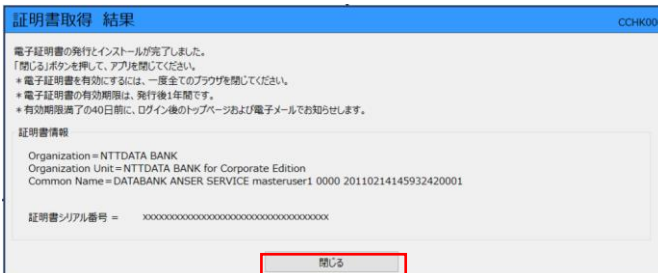 証明書取得 結果
CCHK00
電子証明書の発行とインストールが完了しました。
「閉じる」ボタンを押して、アプリを閉じてください。
＊電子証明書を有効にするには、一度全てのブラウザを閉じてください。
＊電子証明書の有効期限は、発行後1年間です。
＊有効期限満了の40日前に、ログイン後のトップページおよび電子メールでお知らせします。
証明書情報
Organization=NTTDATA BANK
Organization Unit=NTTDATA BANK for Corporate Edition
Common Name=DATABANK ANSER SERVICE masteruser1 0000 20110214145932420001
証明書シリアル番号 = xxxxxxxxxxxxxxxxxxxxxxxxxxxxxxxxxxxx
閉じる